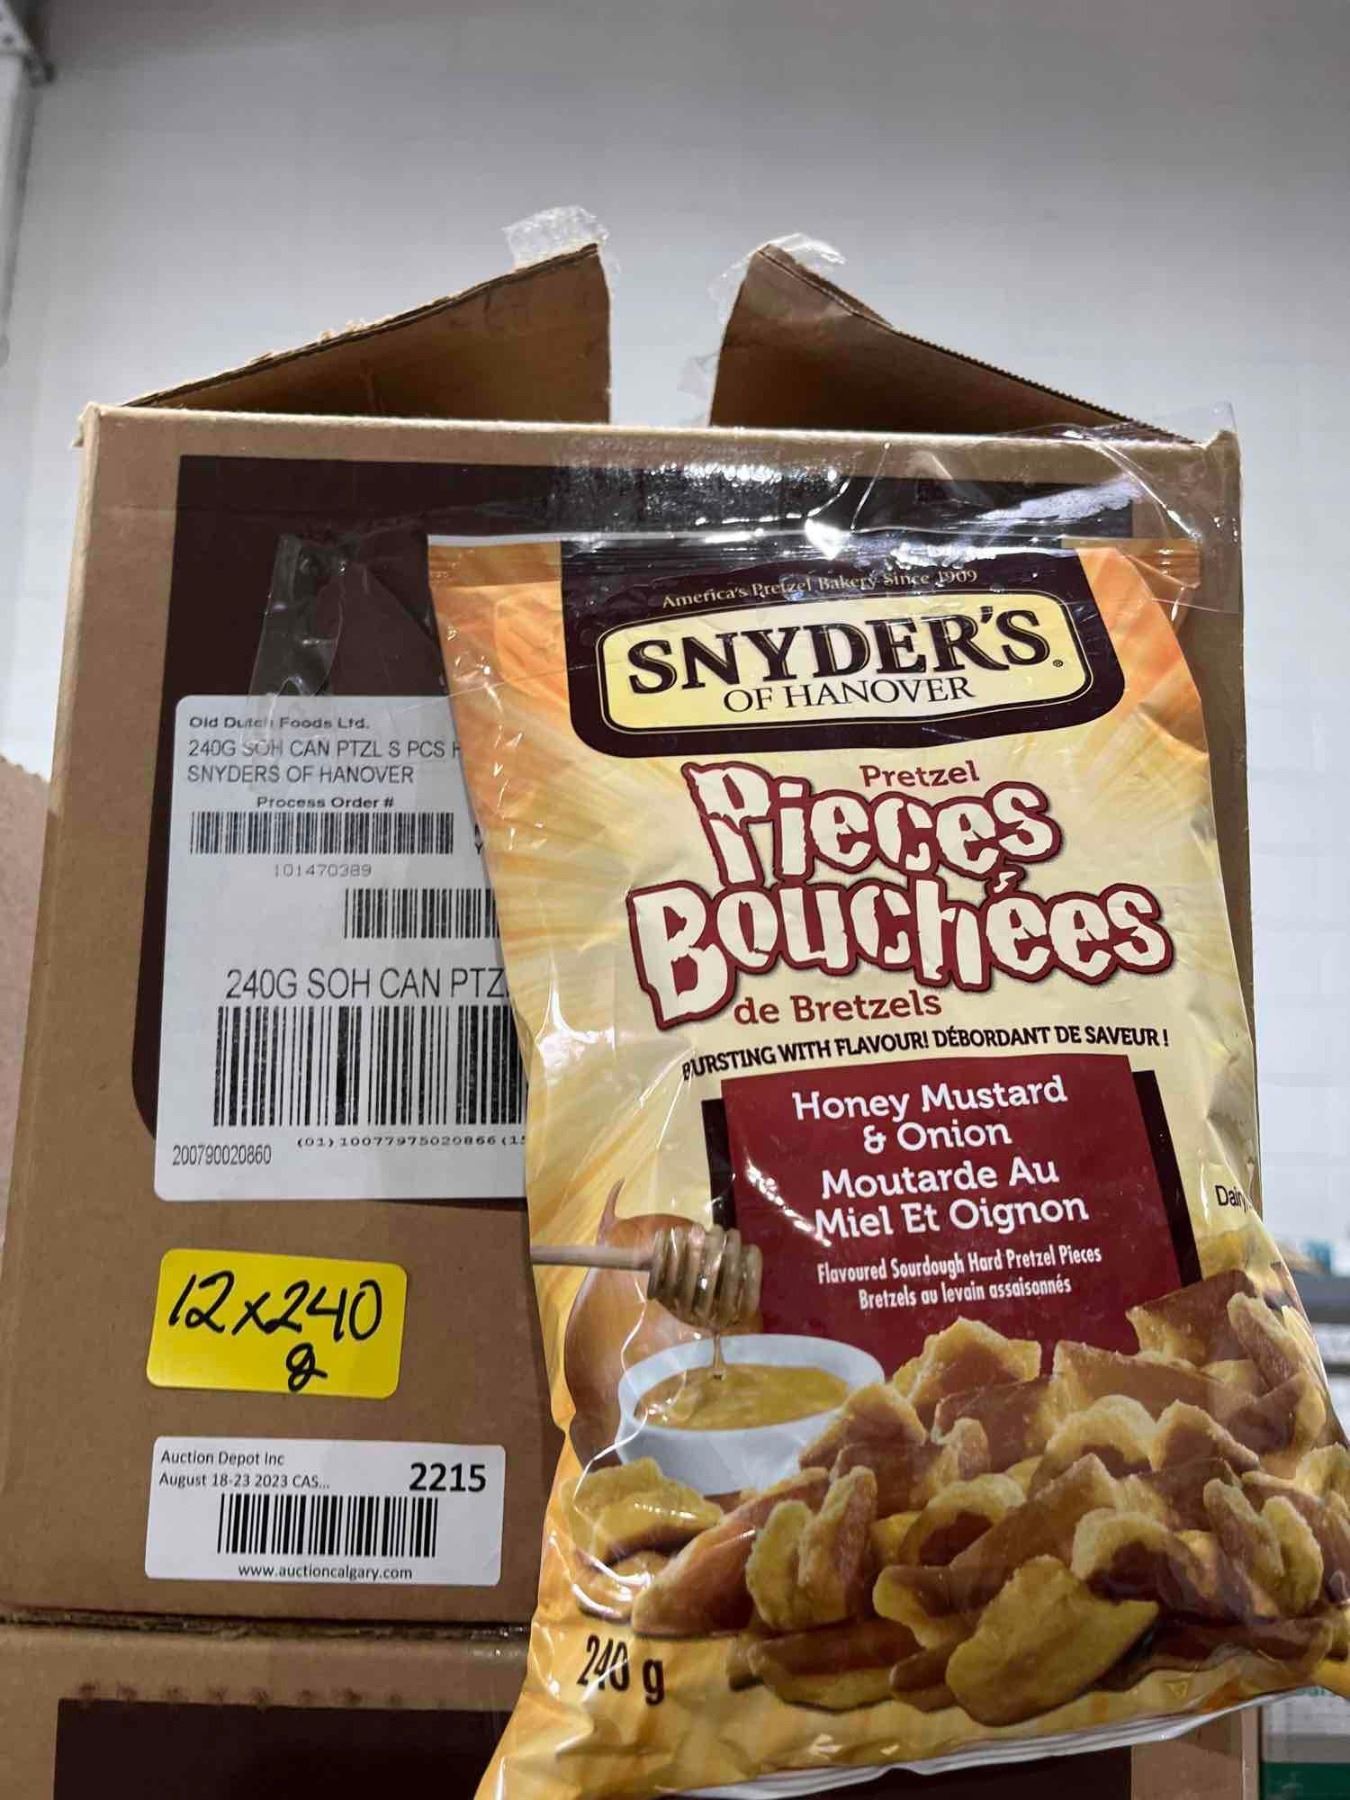 America's Pretzel Bakery Since 1909
SNYDER'S®
OF HANOVER
Pretzel
Pieces
Bouchées
de Bretzels
BURSTING WITH FLAVOUR! DÉBORDANT DE SAVEUR !
Honey Mustard
& Onion
Moutarde Au
Miel Et Oignon
Flavoured Sourdough Hard Pretzel Pieces
Bretzels au levain assaisonnés
240 g
Old Dutch Foods Ltd.
240G SOH CAN PTZL S PCS
SNYDERS OF HANOVER
Process Order #
101470389
240G SOH CAN PTZ
(01)10077975020866(1
200790020860
12x240
g
Auction Depot Inc
August 18-23 2023 CAS...
2215
www.auctioncalgary.com